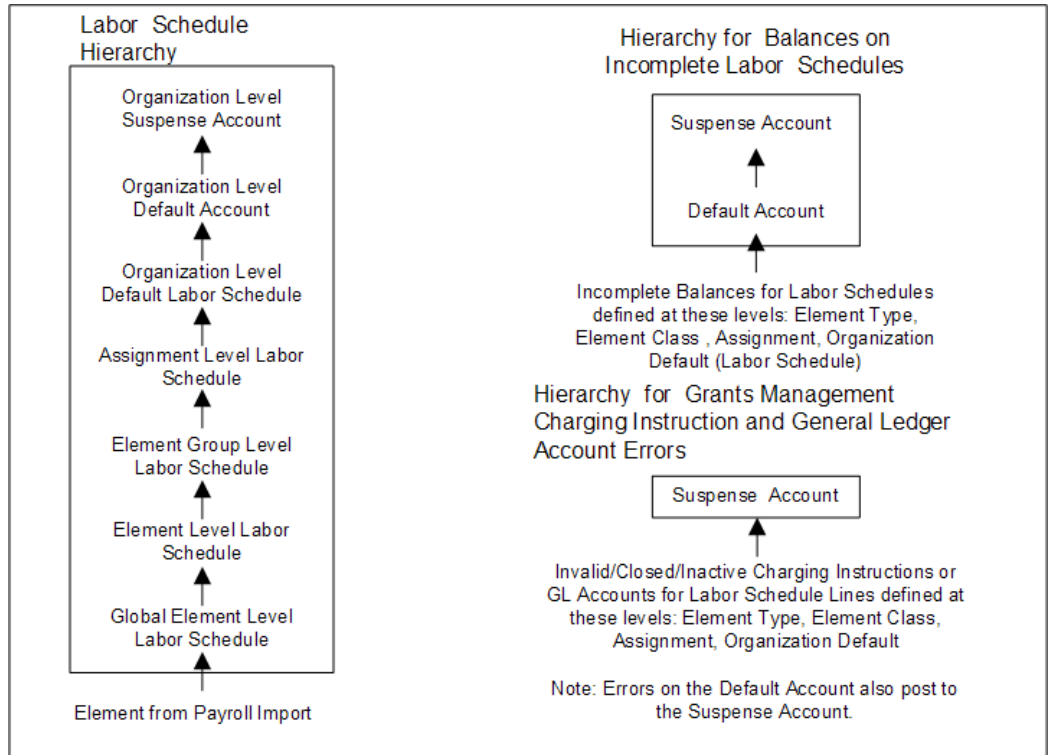 Labor Schedule
Hierarchy
Organization Level
Suspense Account
Organization Level
Default Account
Organization Level
Default Labor Schedule
Assignment Level Labor
Schedule
Element Group Level
Labor Schedule
Element Level Labor
Schedule
Global Element Level
Labor Schedule
Element from Payroll Import
Hierarchy for Balances on
Incomplete Labor Schedules
Suspense Account
Default Account
Incomplete Balances for Labor Schedules
defined at these levels: Element Type,
Element Class , Assignment, Organization
Default (Labor Schedule)
Hierarchy for Grants Management
Charging Instruction and General Ledger
Account Errors
Suspense Account
Invalid/Closed/Inactive Charging Instructions or
GL Accounts for Labor Schedule Lines defined at
these levels: Element Type, Element Class,
Assignment, Organization Default
Note: Errors on the Default Account also post to
the Suspense Account.